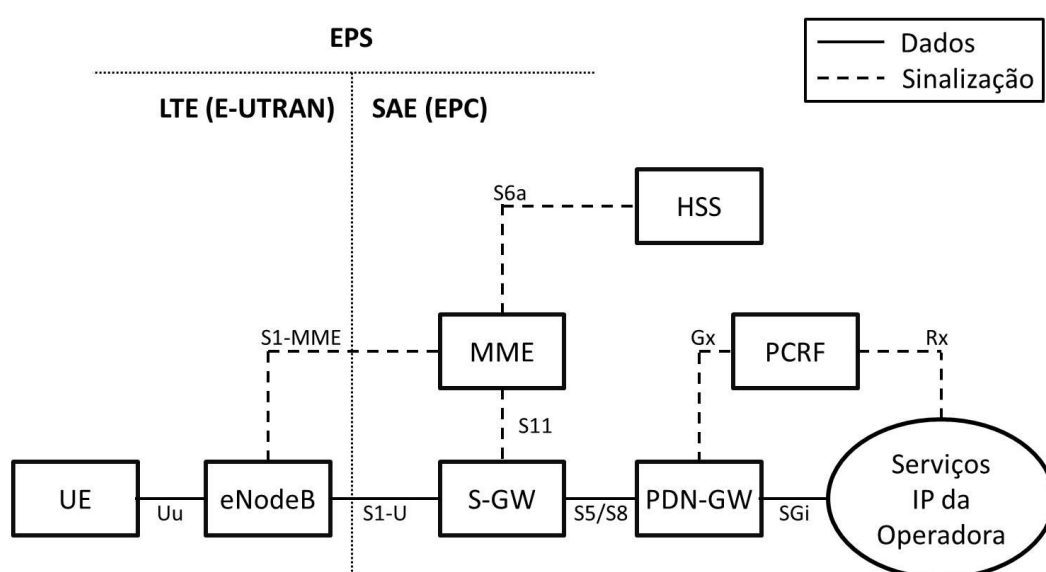 EPS
Dados
Sinalização
LTE (E-UTRAN)
SAE (EPC)
S6a
HSS
S1-MME
MME
Gx
PCRF
Rx
S11
UE
Uu
eNodeB
S1-U
S-GW
S5/S8
PDN-GW
SGi
Serviços
IP da
Operadora